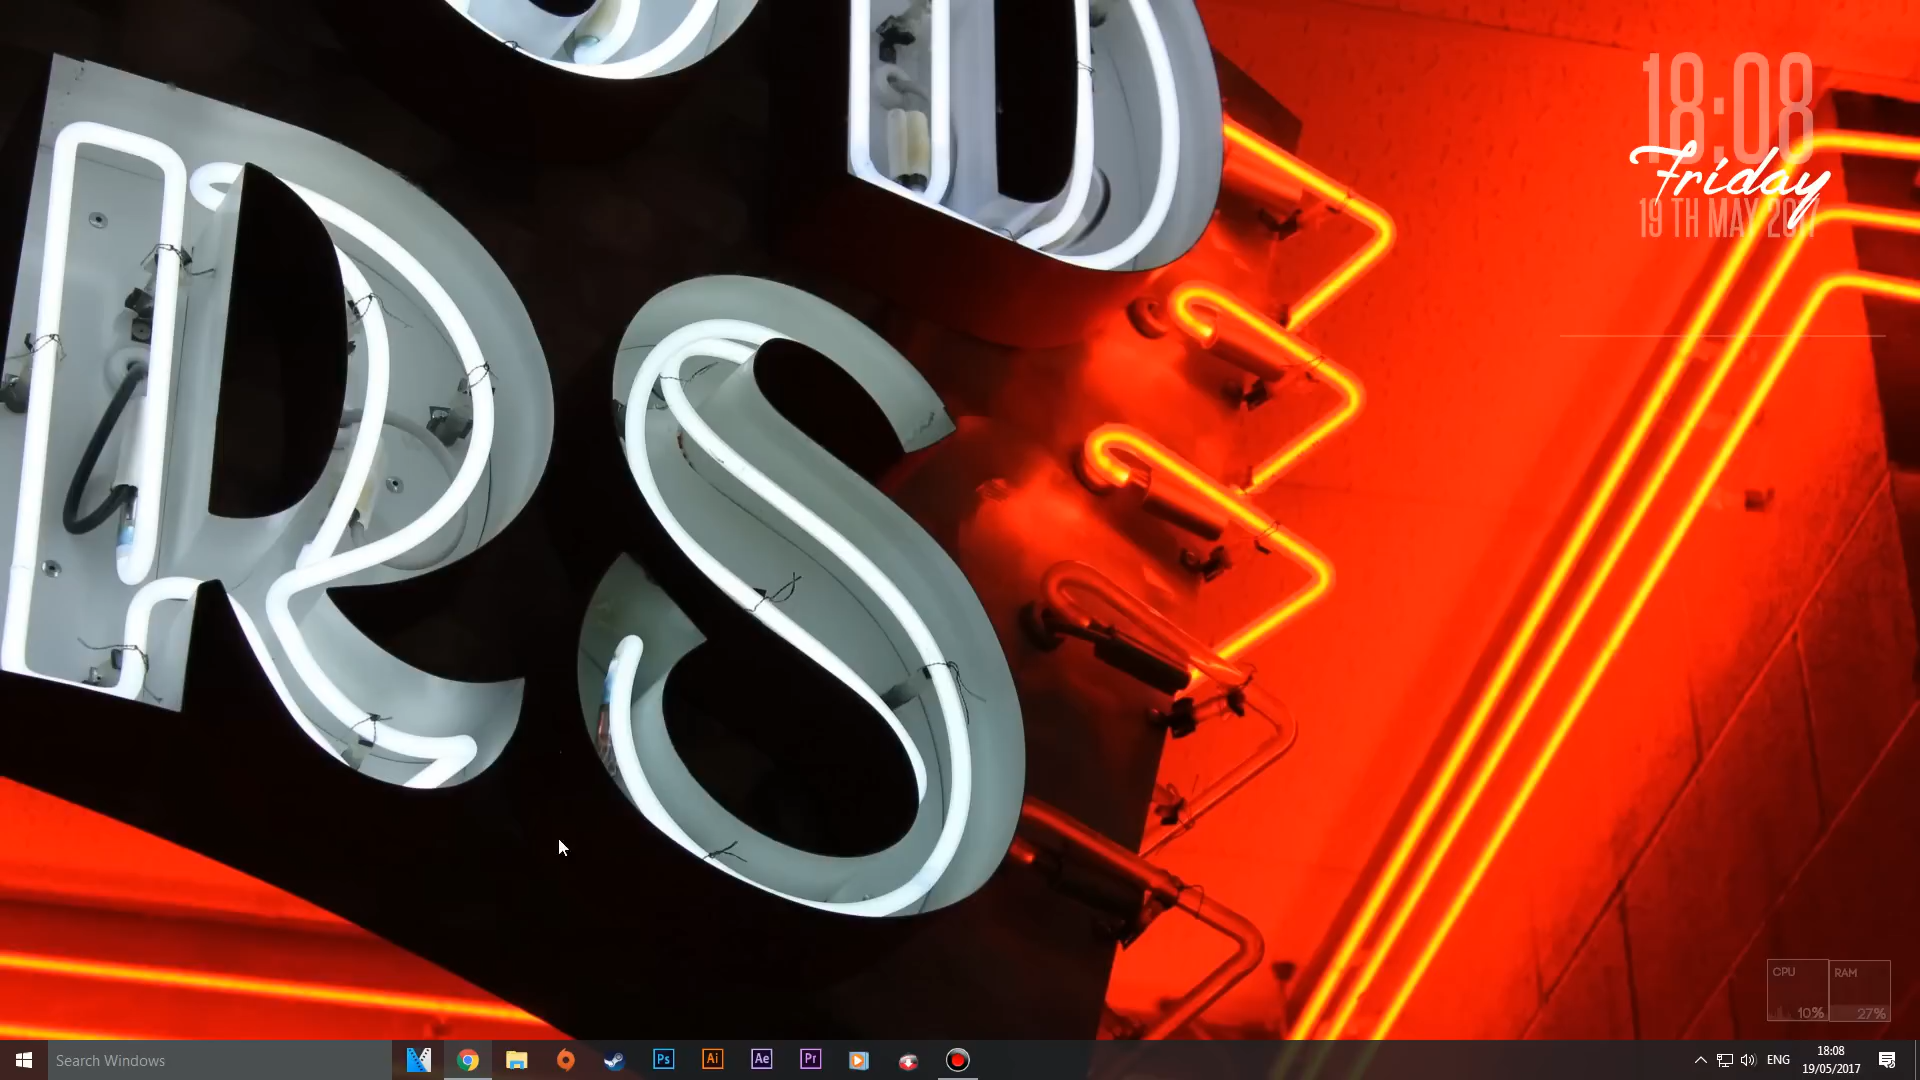 D
RS
18:08
Friday
19 TH MAY 2017
CPU
10%
RAM
27%
Search Windows
Ps
Ai
Ae
Pr
ENG
18:08
19/05/2017